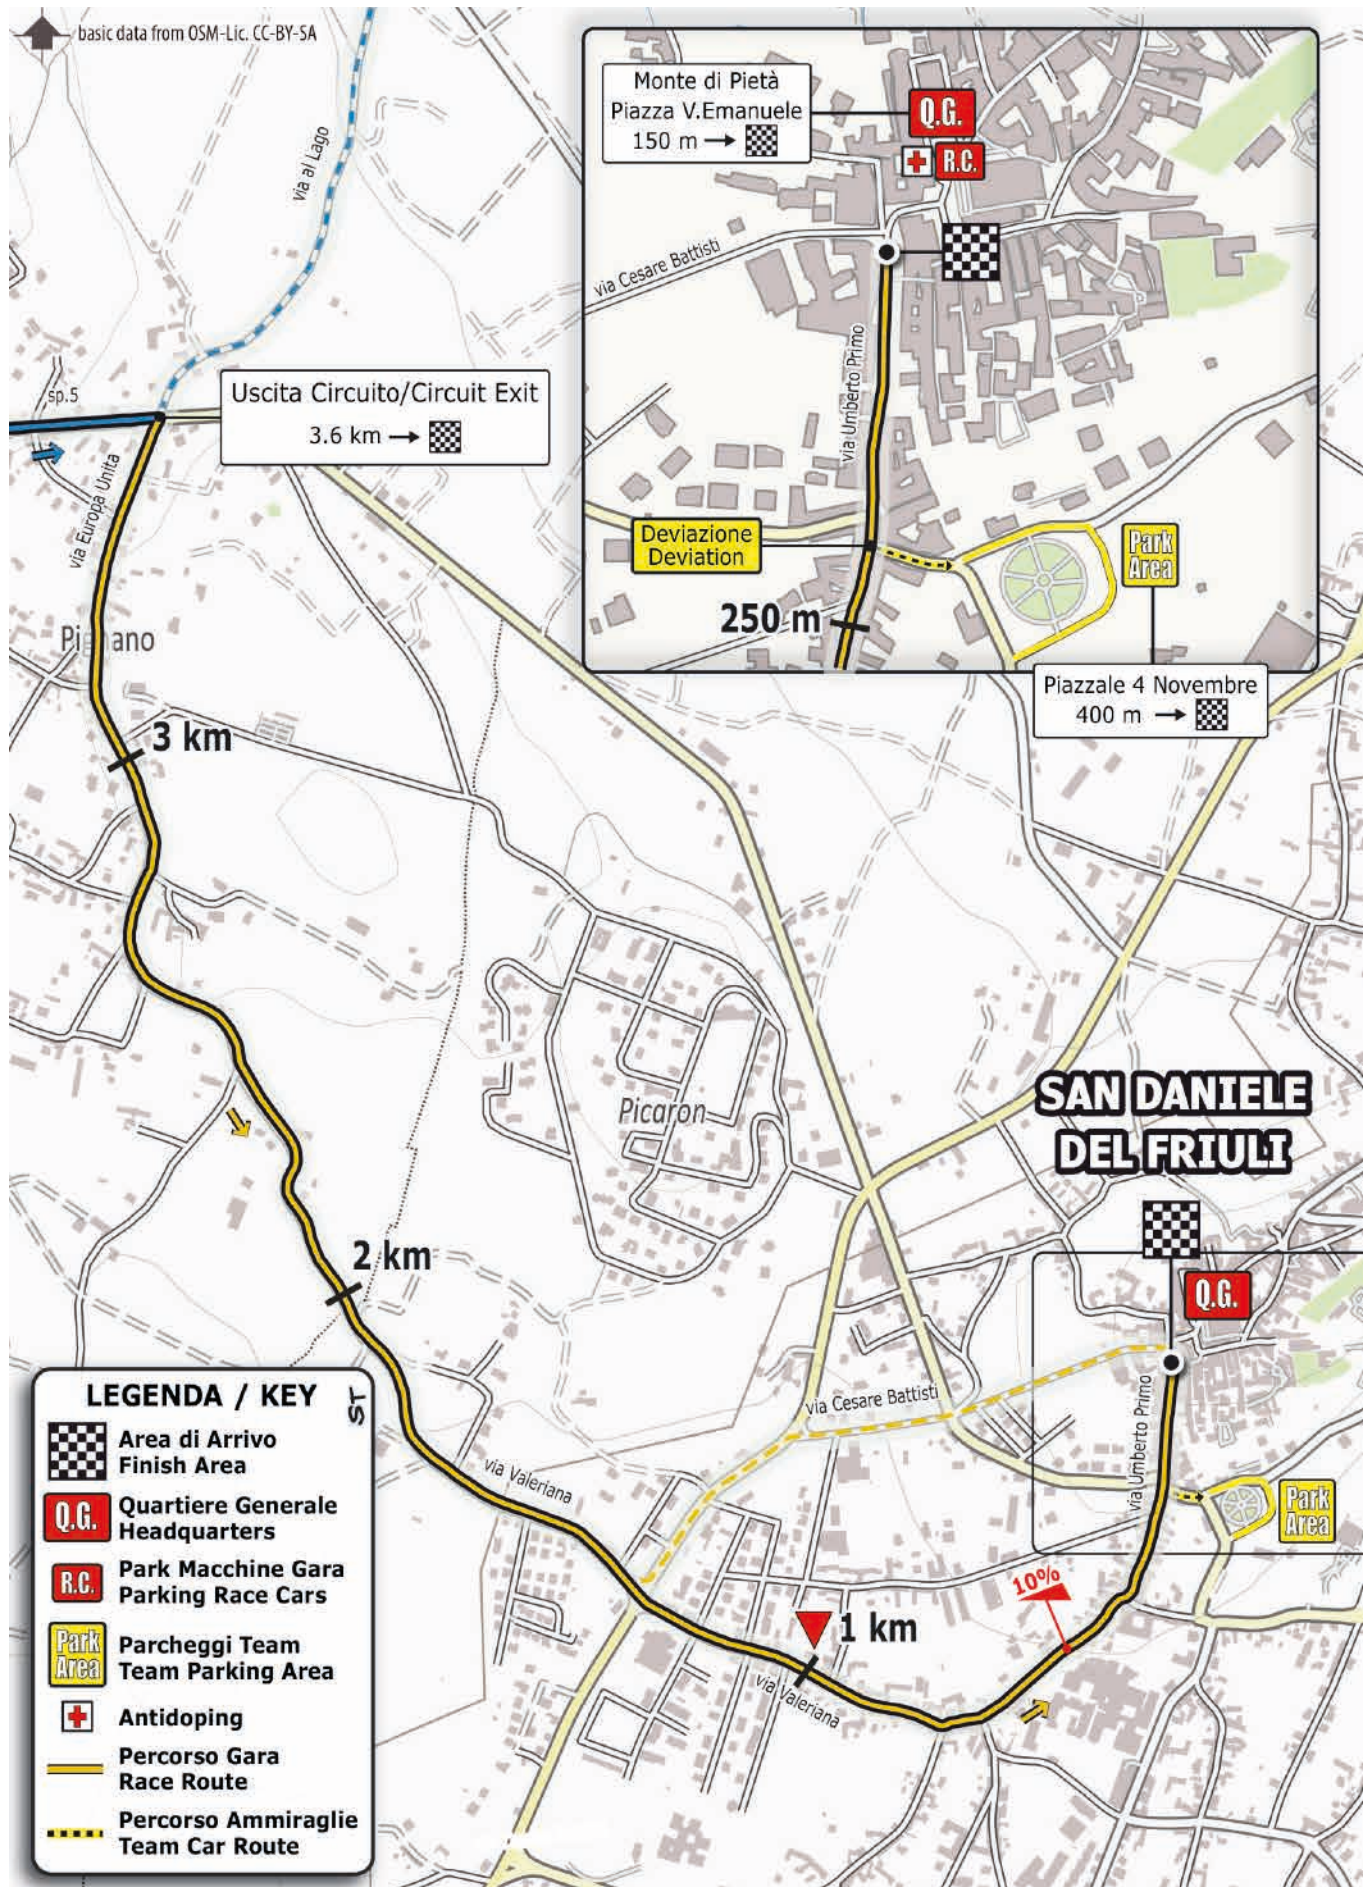 basic data from OSM-Lic. CC-BY-SA
via al Lago
Monte di Pietà
Piazza V.Emanuele
150 m
Q.G.
R.C.
via Cesare Battisti
via Umberto Primo
Deviazione
Deviation
250 m
Park
Area
Piazzale 4 Novembre
400 m
sp.5
Uscita Circuito/Circuit Exit
3.6 km
via Europa Unita
3 km
Picaron
SAN DANIELE
DEL FRIULI
Q.G.
2 km
via Cesare Battisti
via Umberto Primo
Park
Area
via Valeriana
10%
1 km
via Valeriana
LEGENDA / KEY
ST
Area di Arrivo
Finish Area
Q.G.
Quartiere Generale
Headquarters
R.C.
Park Macchine Gara
Parking Race Cars
Park
Area
Parcheggi Team
Team Parking Area
Antidoping
Percorso Gara
Race Route
Percorso Ammiraglie
Team Car Route